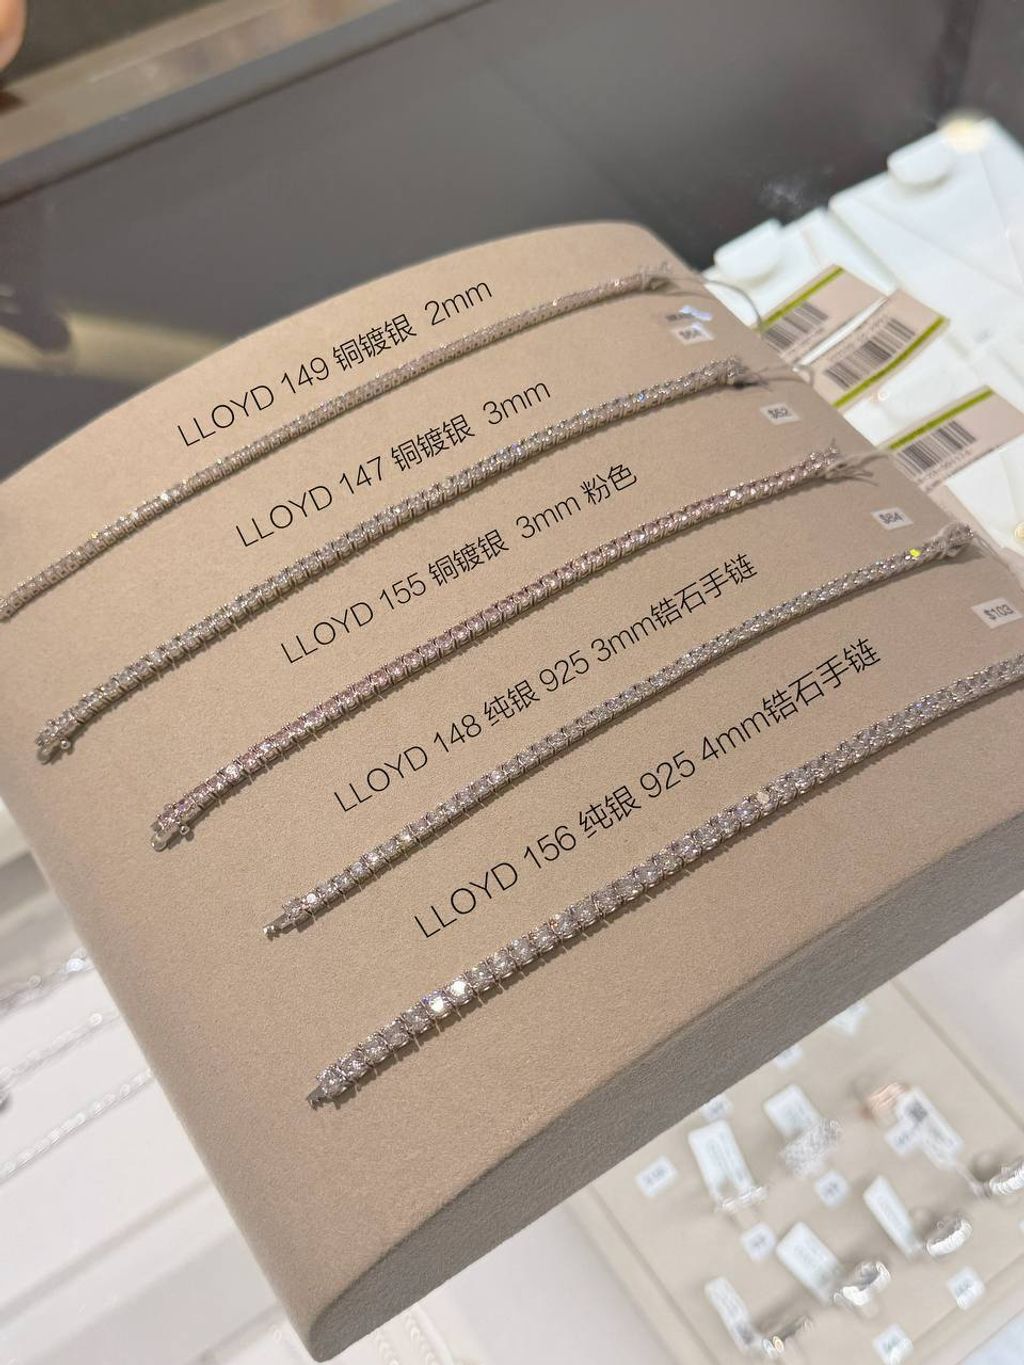 LLOYD 149 铜镀银 2mm
LLOYD 147 铜镀银 3mm
$62
LLOYD 155 铜镀银 3mm 粉色
$64
LLOYD 148 纯银 925 3mm锆石手链
$103
LLOYD 156 纯银 925 4mm锆石手链